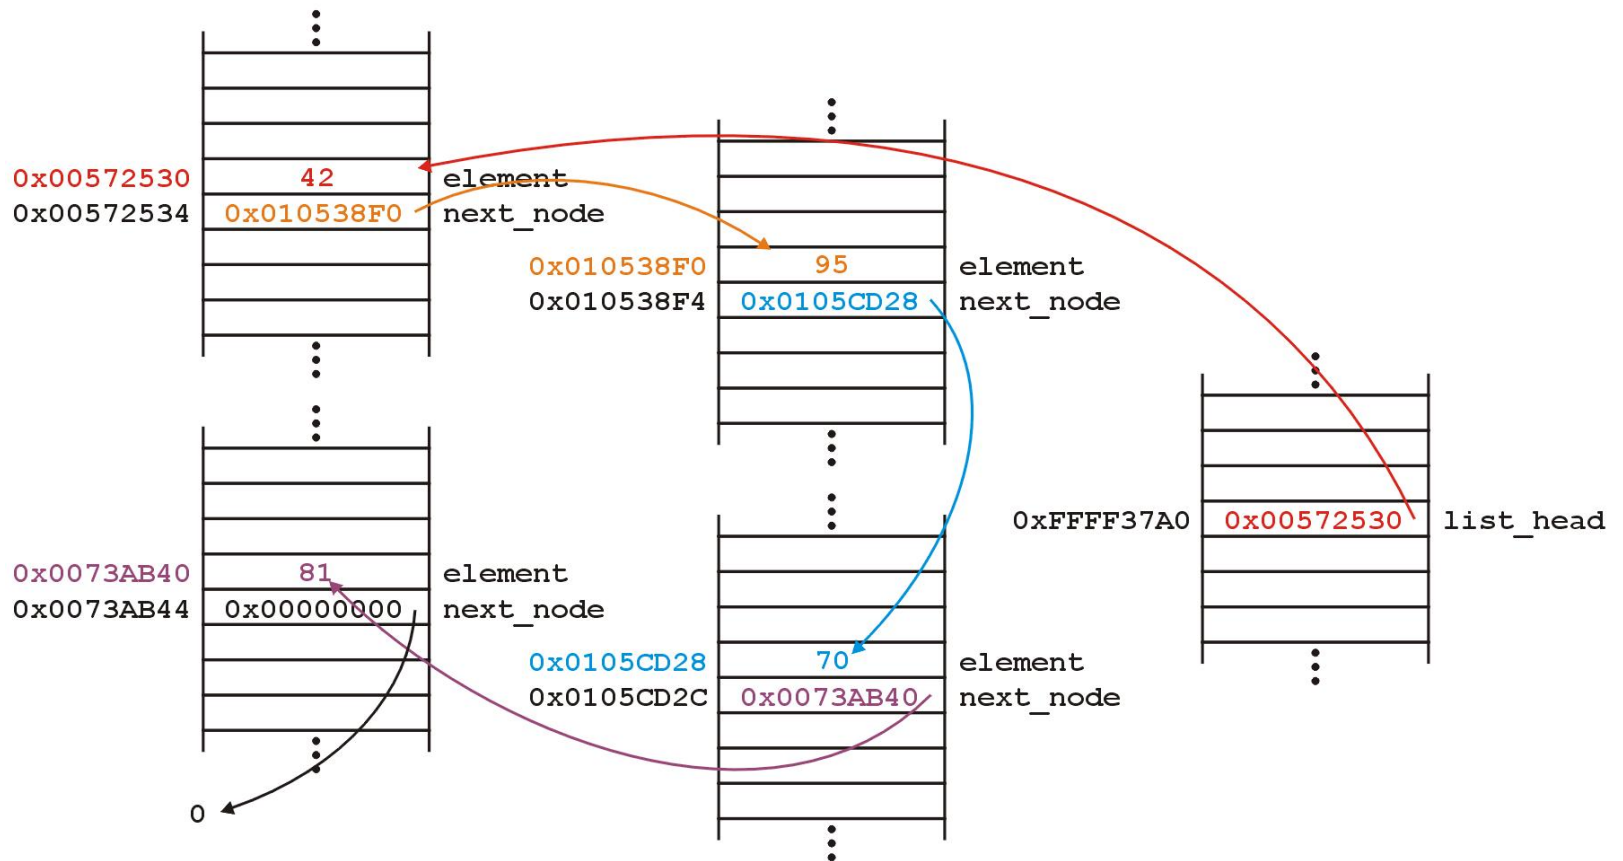 0x00572530 42 element
0x00572534 0x010538F0 next_node
0x010538F0 95 element
0x010538F4 0x0105CD28 next_node
0xFFFF37A0 0x00572530 list_head
0x0073AB40 81 element
0x0073AB44 0x00000000 next_node
0x0105CD28 70 element
0x0105CD2C 0x0073AB40 next_node
0